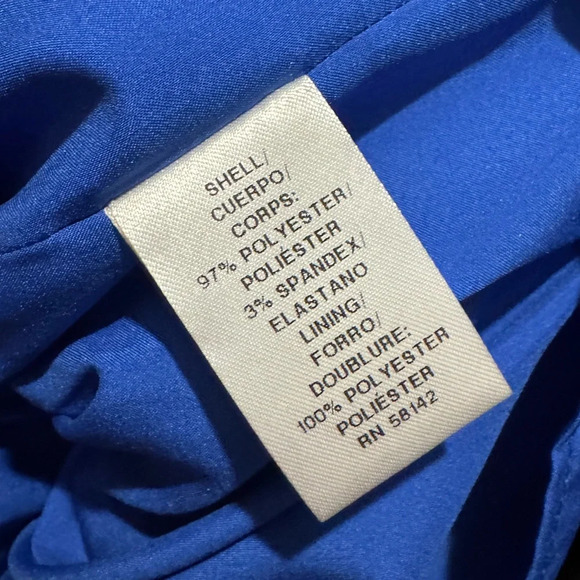 SHELL/
CUERPO/
CORPS:
97% POLYESTER/
POLIÉSTER
3% SPANDEX/
ELASTANO
LINING/
FORRO/
DOUBLURE:
100% POLYESTER
POLIÉSTER
RN 58142